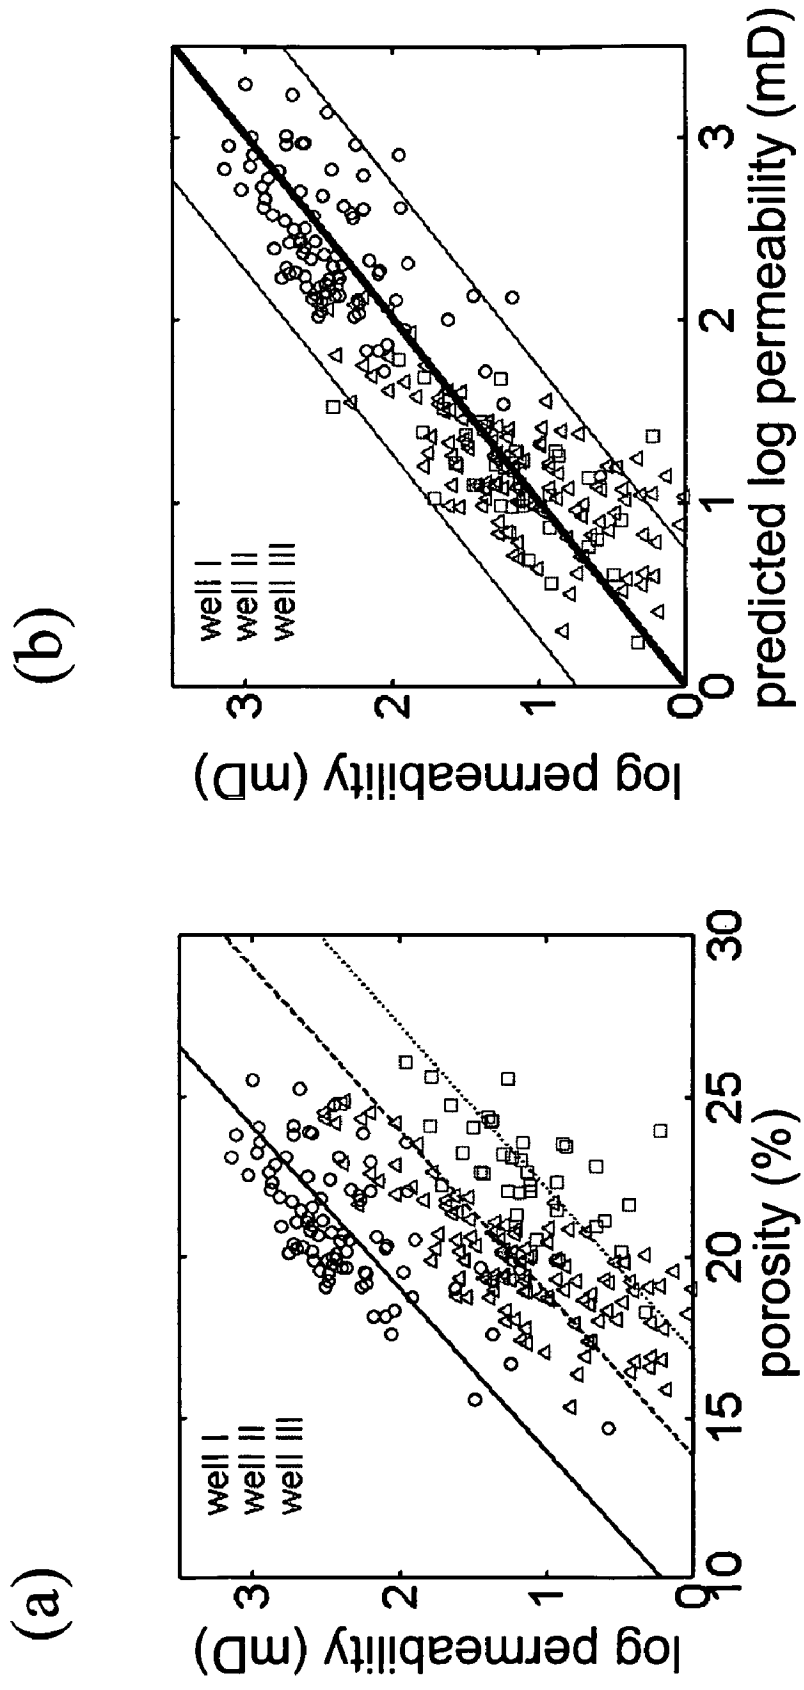 (a)
log permeability (mD)
3
2
1
0
well I
well II
well III
10
15
20
25
30
porosity (%)
(b)
log permeability (mD)
3
2
1
0
well I
well II
well III
0
1
2
3
predicted log permeability (mD)